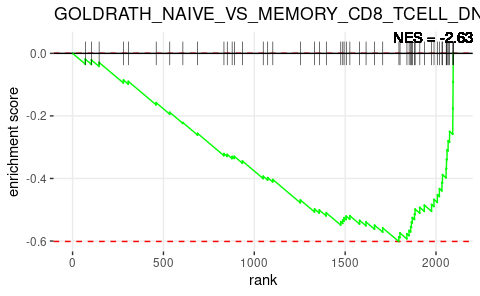 GOLDRATH_NAIVE_VS_MEMORY_CD8_TCELL_DN
NES = -2.63
0.0
-0.2
-0.4
-0.6
enrichment score
0
500
1000
1500
2000
rank